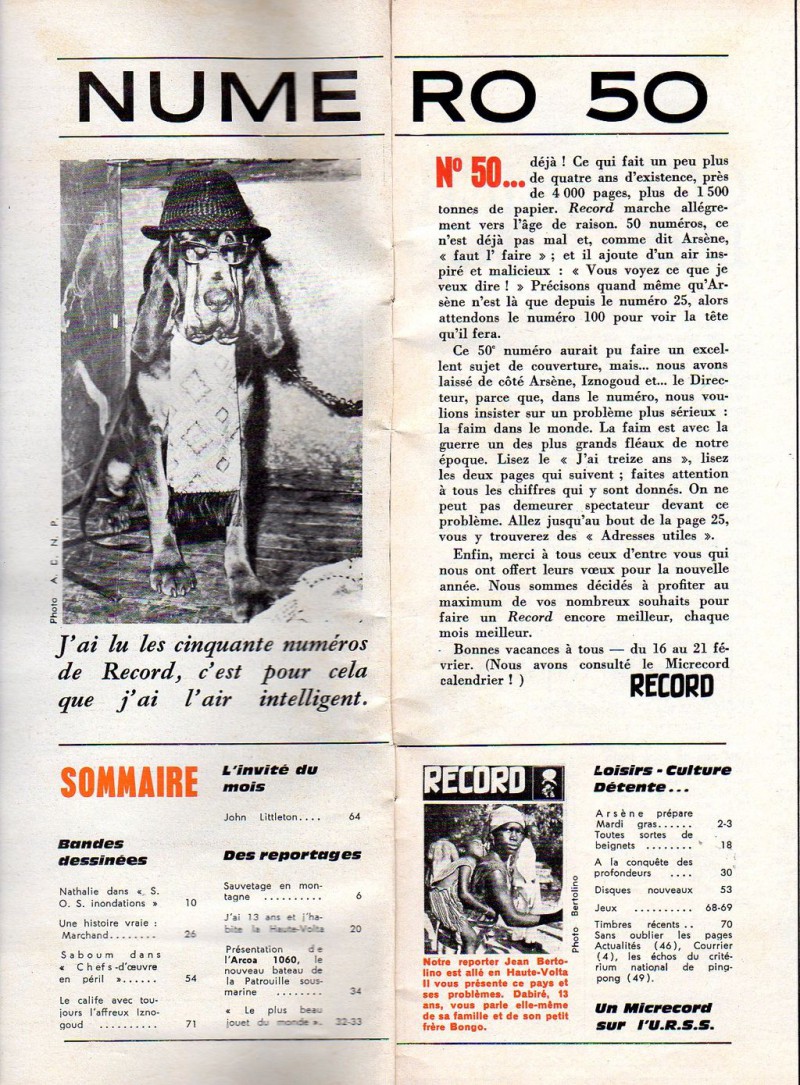 NUMERO 50
Photo A. D. N. P.
J'ai lu les cinquante numéros
de Record, c'est pour cela
que j'ai l'air intelligent.
N° 50... déjà ! Ce qui fait un peu plus
de quatre ans d'existence, près
de 4 000 pages, plus de 1 500
tonnes de papier. Record marche allégre-
ment vers l'âge de raison. 50 numéros, ce
n'est déjà pas mal et, comme dit Arsène,
« faut l' faire » ; et il ajoute d'un air ins-
piré et malicieux : « Vous voyez ce que je
veux dire ! » Précisons quand même qu'Ar-
sène n'est là que depuis le numéro 25, alors
attendons le numéro 100 pour voir la tête
qu'il fera.
Ce 50e numéro aurait pu faire un excel-
lent sujet de couverture, mais... nous avons
laissé de côté Arsène, Iznogoud et... le Direc-
teur, parce que, dans le numéro, nous vou-
lions insister sur un problème plus sérieux :
la faim dans le monde. La faim est avec la
guerre un des plus grands fléaux de notre
époque. Lisez le « J'ai treize ans », lisez
les deux pages qui suivent ; faites attention
à tous les chiffres qui y sont donnés. On ne
peut pas demeurer spectateur devant ce
problème. Allez jusqu'au bout de la page 25,
vous y trouverez des « Adresses utiles ».
Enfin, merci à tous ceux d'entre vous qui
nous ont offert leurs vœux pour la nouvelle
année. Nous sommes décidés à profiter au
maximum de vos nombreux souhaits pour
faire un Record encore meilleur, chaque
mois meilleur.
Bonnes vacances à tous — du 16 au 21 fé-
vrier. (Nous avons consulté le Micrecord
calendrier ! )
RECORD
SOMMAIRE
Bandes
dessinées
Nathalie dans « S.
O. S. inondations » 10
Une histoire vraie :
Marchand........ 26
Saboum dans
« Chefs-d'œuvre
en péril »...... 54
Le calife avec tou-
jours l'affreux Izno-
goud .......... 71
L'invité du
mois
John Littleton.... 64
Des reportages
Sauvetage en mon-
tagne .......... 6
J'ai 13 ans et j'ha-
bite la Haute-Volta 20
Présentation de
l'Arcoa 1060, le
nouveau bateau de
la Patrouille sous-
marine ........ 34
« Le plus beau
jouet du monde ». 32-33
RECORD
Photo Bertolino
Notre reporter Jean Berto-
lino est allé en Haute-Volta
Il vous présente ce pays et
ses problèmes. Dabiré, 13
ans, vous parle elle-même
de sa famille et de son petit
frère Bongo.
Loisirs - Culture
Détente...
Arsène prépare
Mardi gras...... 2-3
Toutes sortes de
beignets ........ 18
A la conquête des
profondeurs .... 30
Disques nouveaux 53
Jeux .......... 68-69
Timbres récents .. 70
Sans oublier les pages
Actualités (46), Courrier
(4), les échos du crité-
rium national de ping-
pong (49).
Un Micrecord
sur l'U.R.S.S.